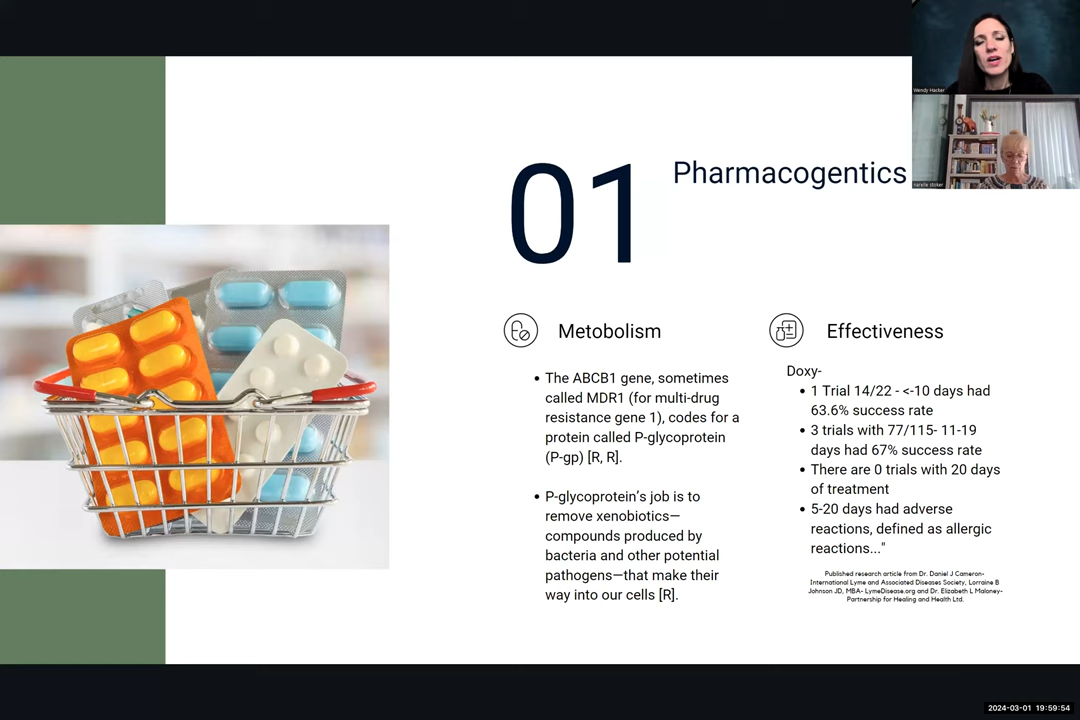 Wendy Hacker
narelle stoker
01
Pharmacogentics
Metobolism
The ABCB1 gene, sometimes
called MDR1 (for multi-drug
resistance gene 1), codes for a
protein called P-glycoprotein
(P-gp) [R, R].
P-glycoprotein’s job is to
remove xenobiotics—
compounds produced by
bacteria and other potential
pathogens—that make their
way into our cells [R].
Effectiveness
Doxy-
1 Trial 14/22 - <-10 days had
63.6% success rate
3 trials with 77/115- 11-19
days had 67% success rate
There are 0 trials with 20 days
of treatment
5-20 days had adverse
reactions, defined as allergic
reactions..."
Published research article from Dr. Daniel J Cameron-
International Lyme and Associated Diseases Society, Lorraine B
Johnson JD, MBA- LymeDisease.org and Dr. Elizabeth L Maloney-
Partnership for Healing and Health Ltd.
2024-03-01 19:59:54